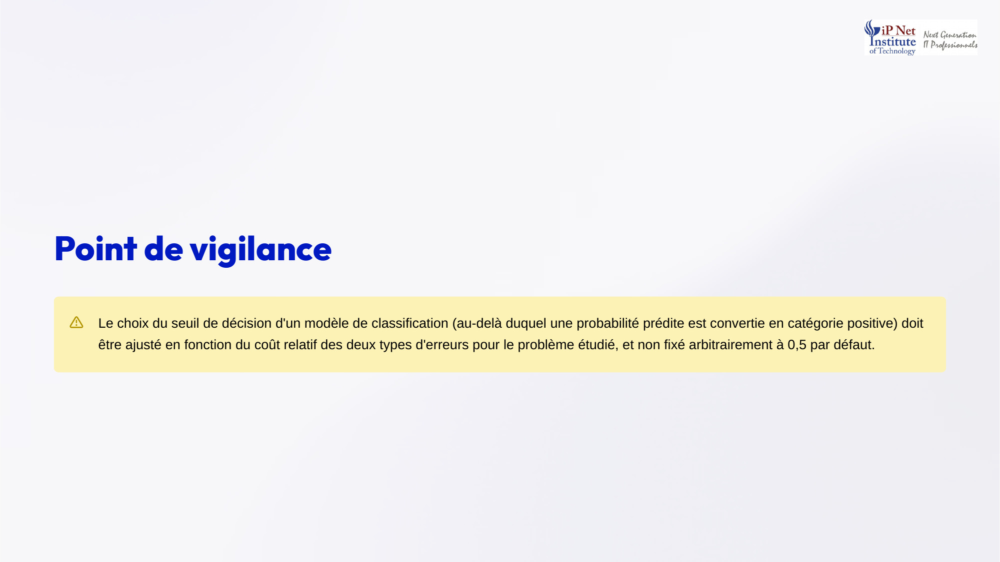 iP Net
Institute
of Technology
Next Generation
IT Professionnels
Point de vigilance
Le choix du seuil de décision d'un modèle de classification (au-delà duquel une probabilité prédite est convertie en catégorie positive) doit
être ajusté en fonction du coût relatif des deux types d'erreurs pour le problème étudié, et non fixé arbitrairement à 0,5 par défaut.